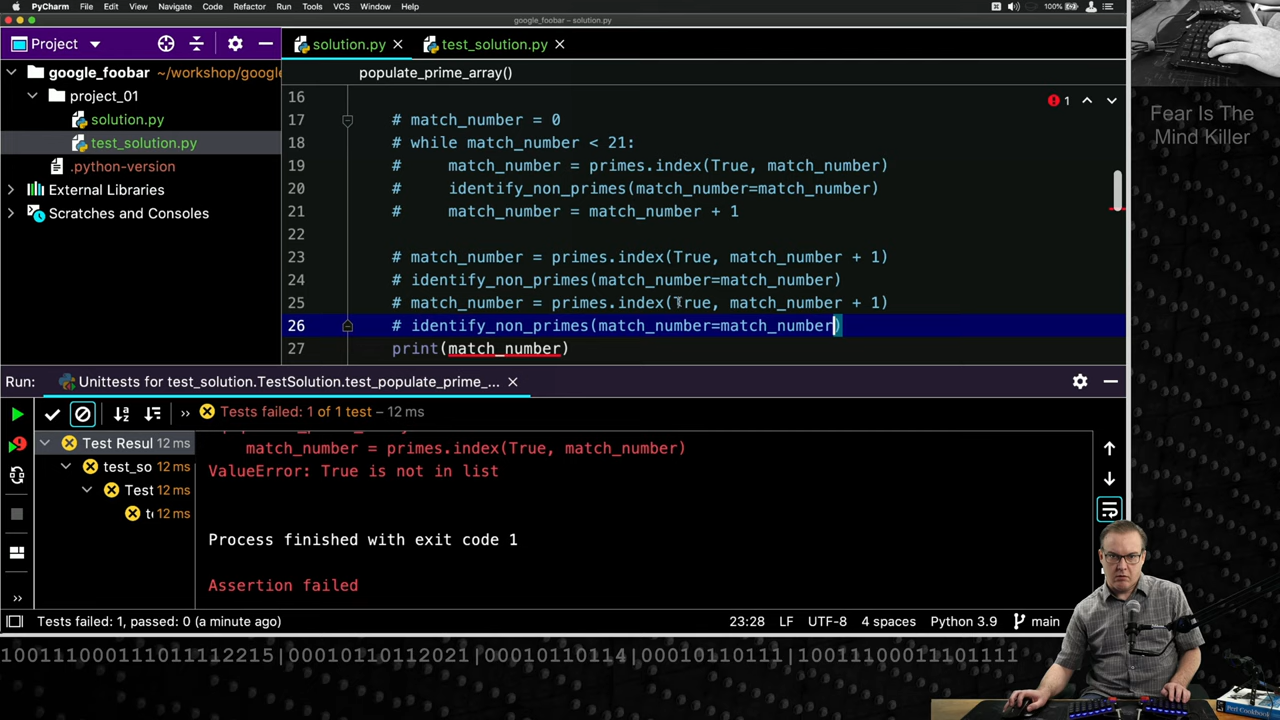 PyCharm File Edit View Navigate Code Refactor Run Tools VCS Window Help 100%
google_foobar – solution.py
Project
solution.py
test_solution.py
google_foobar ~/workshop/google
populate_prime_array()
project_01
solution.py
test_solution.py
.python-version
External Libraries
Scratches and Consoles
16
1
17 # match_number = 0
18 # while match_number < 21:
19 # match_number = primes.index(True, match_number)
20 # identify_non_primes(match_number=match_number)
21 # match_number = match_number + 1
22
23 # match_number = primes.index(True, match_number + 1)
24 # identify_non_primes(match_number=match_number)
25 # match_number = primes.index(True, match_number + 1)
26 # identify_non_primes(match_number=match_number)
27 print(match_number)
Fear Is The
Mind Killer
Run: Unittests for test_solution.TestSolution.test_populate_prime_...
Tests failed: 1 of 1 test – 12 ms
Test Resul 12 ms
test_so 12 ms
Test 12 ms
12 ms
match_number = primes.index(True, match_number)
ValueError: True is not in list
Process finished with exit code 1
Assertion failed
Tests failed: 1, passed: 0 (a minute ago)
23:28 LF UTF-8 4 spaces Python 3.9 main
Perl Cookbook